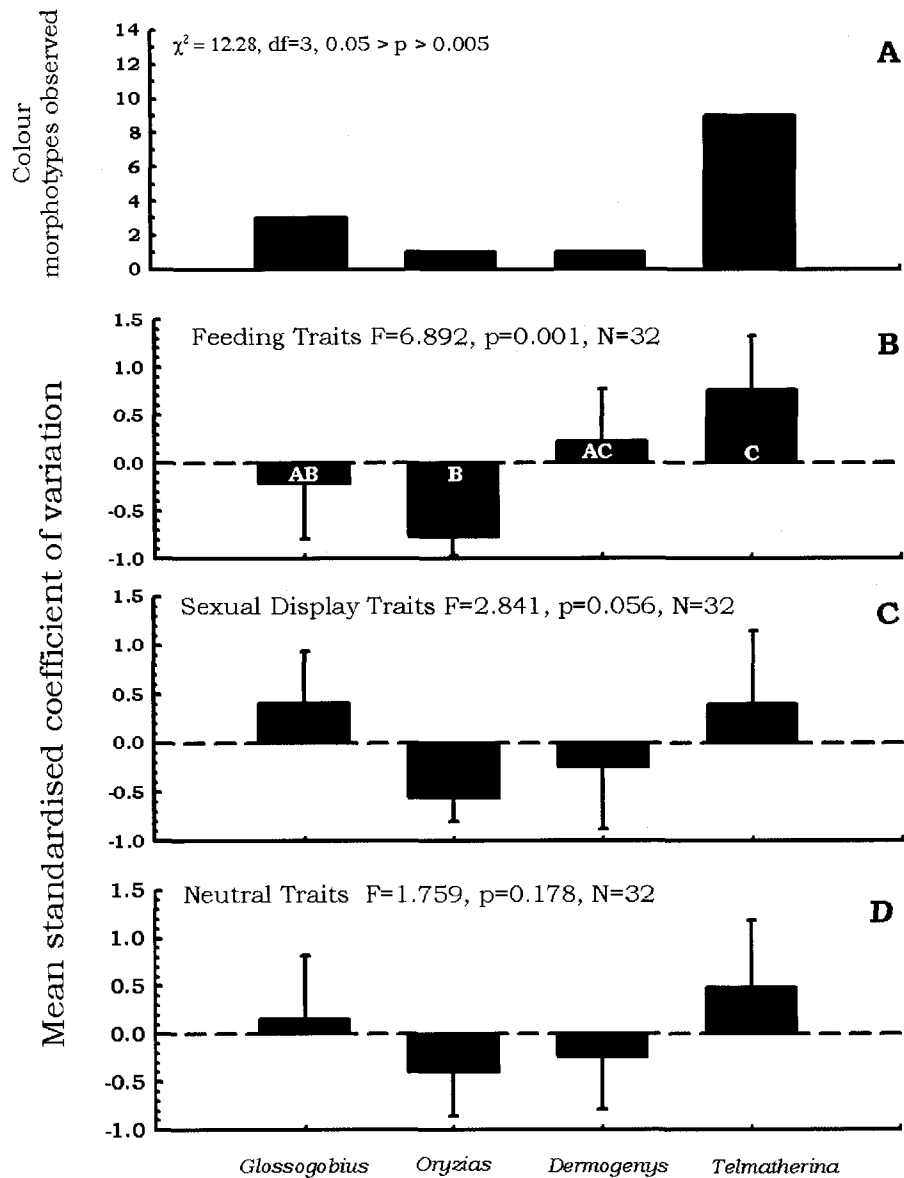 Colour
morphotypes observed
14
12
10
8
6
4
2
0
χ² = 12.28, df=3, 0.05 > p > 0.005
A
Mean standardised coefficient of variation
1.5
1.0
0.5
0.0
-0.5
-1.0
Feeding Traits F=6.892, p=0.001, N=32
B
AB
B
AC
C
1.5
1.0
0.5
0.0
-0.5
-1.0
Sexual Display Traits F=2.841, p=0.056, N=32
C
1.5
1.0
0.5
0.0
-0.5
-1.0
Neutral Traits F=1.759, p=0.178, N=32
D
Glossogobius Oryzias Dermogenys Telmatherina